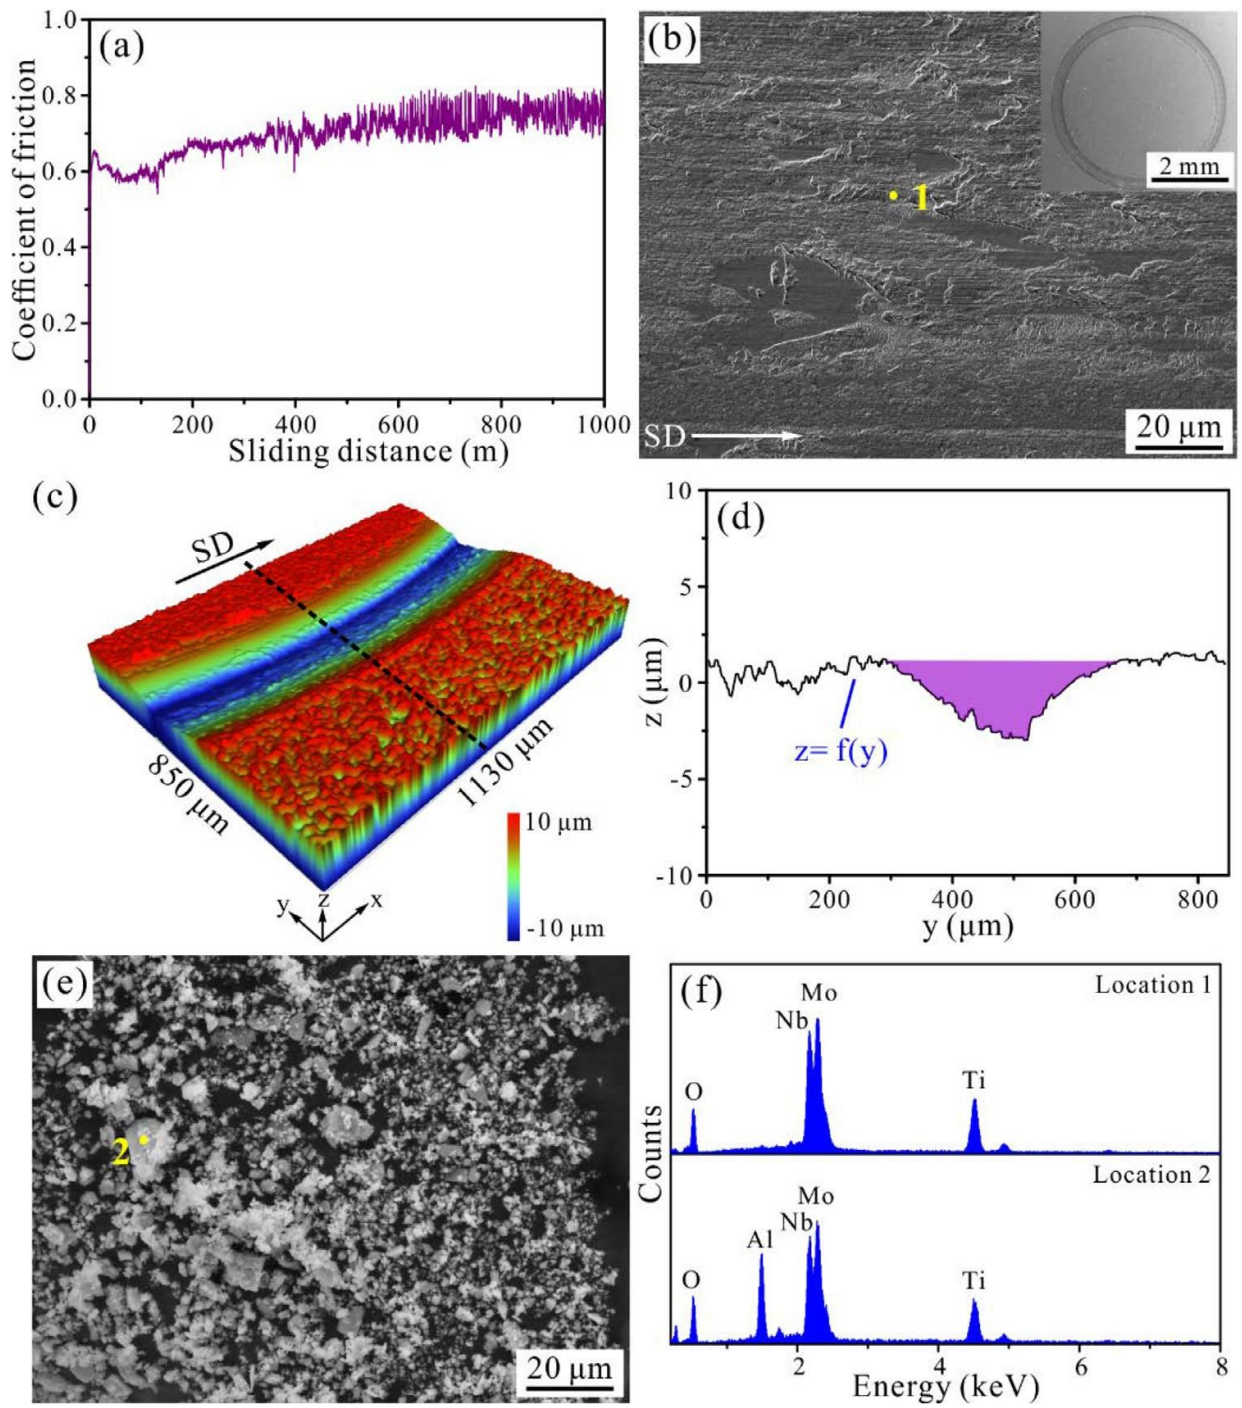 (a)
Coefficient of friction
1.0
0.8
0.6
0.4
0.2
0.0
0 200 400 600 800 1000
Sliding distance (m)
(b)
2 mm
1
SD
20 μm
(c)
SD
850 μm
1130 μm
10 μm
-10 μm
y z x
(d)
z (μm)
10
5
0
-5
-10
z= f(y)
0 200 400 600 800
y (μm)
(e)
2
20 μm
(f)
Counts
Location 1
O Nb Mo Ti
Location 2
O Al Nb Mo Ti
2 4 6 8
Energy (keV)